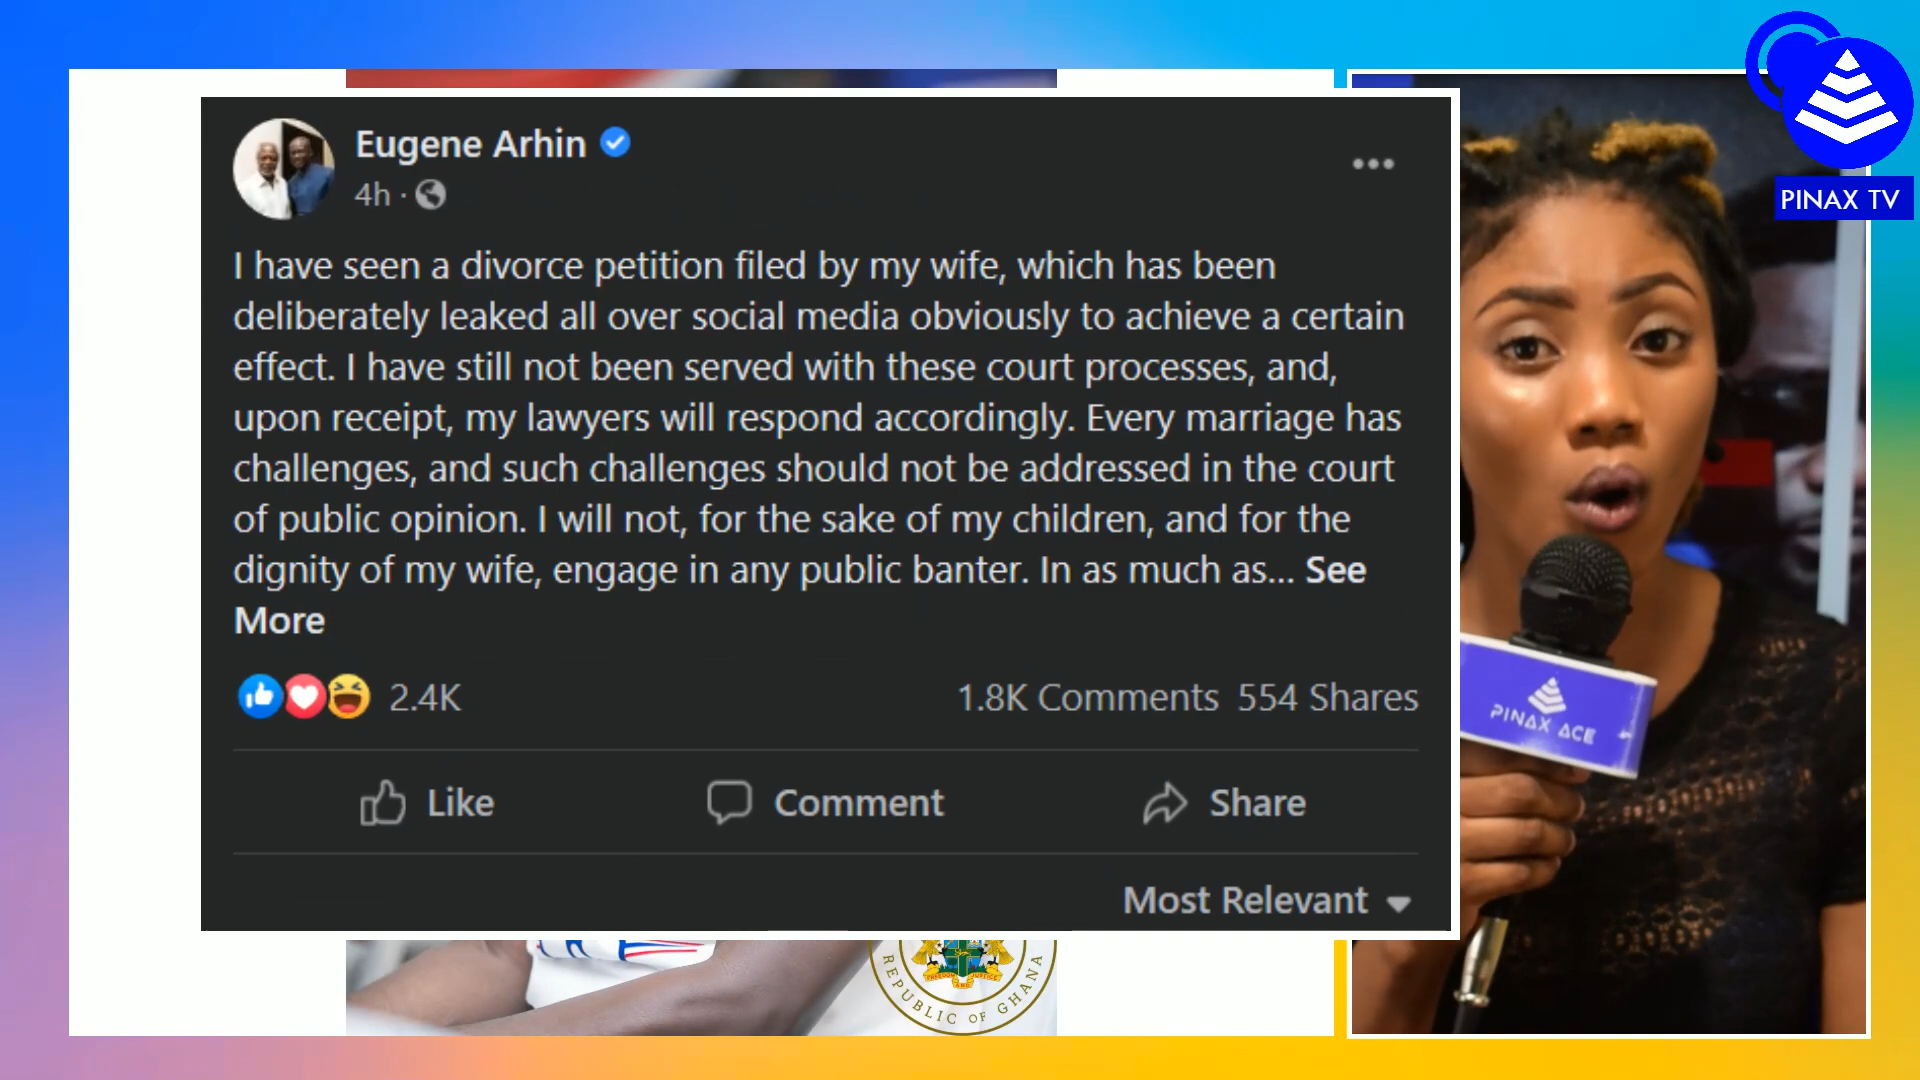 Eugene Arhin
4h ·
I have seen a divorce petition filed by my wife, which has been
deliberately leaked all over social media obviously to achieve a certain
effect. I have still not been served with these court processes, and,
upon receipt, my lawyers will respond accordingly. Every marriage has
challenges, and such challenges should not be addressed in the court
of public opinion. I will not, for the sake of my children, and for the
dignity of my wife, engage in any public banter. In as much as... See
More
2.4K
1.8K Comments 554 Shares
Like Comment Share
Most Relevant
REPUBLIC OF GHANA
PINAX TV
PINAX ACE